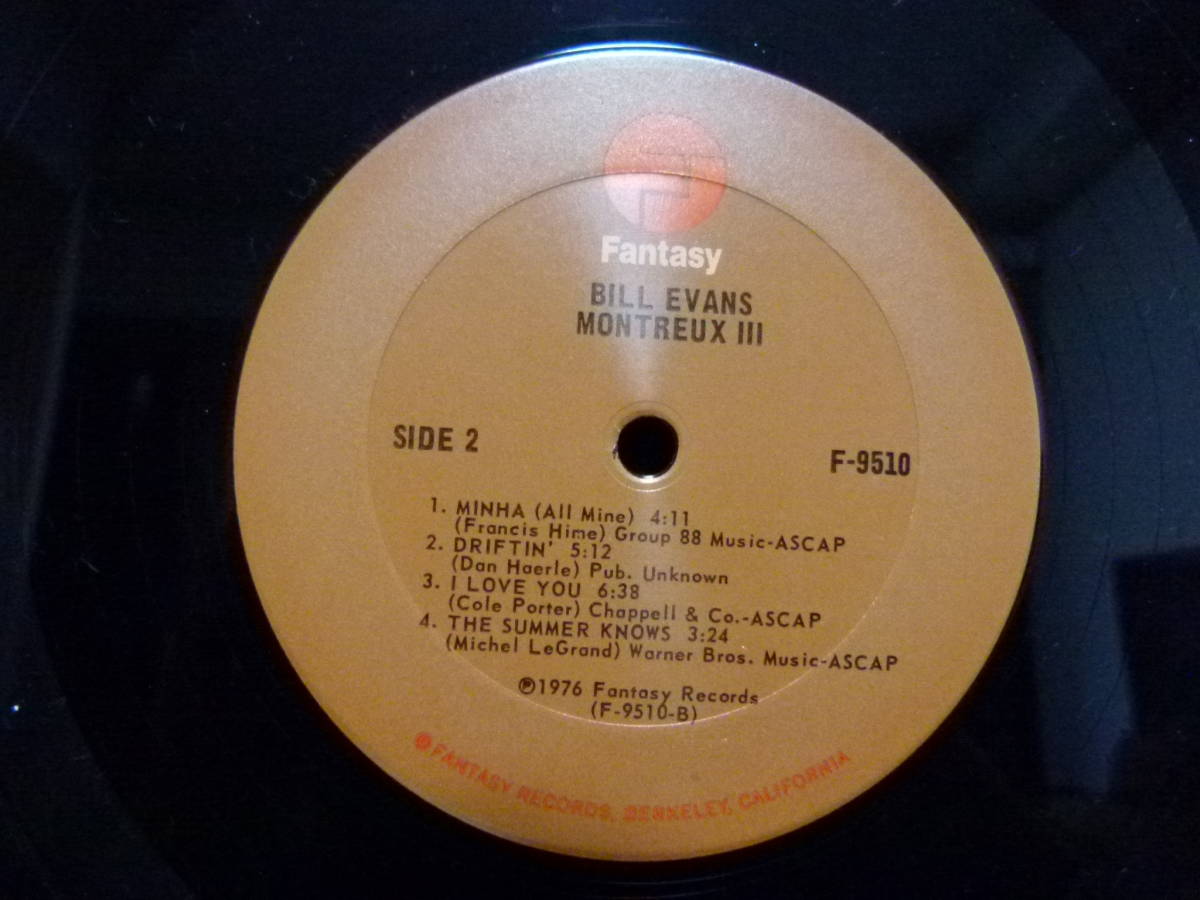 Fantasy
BILL EVANS
MONTREUX III
SIDE 2
F-9510
1. MINHA (All Mine) 4:11
(Francis Hime) Group 88 Music-ASCAP
2. DRIFTIN' 5:12
(Dan Haerle) Pub. Unknown
3. I LOVE YOU 6:38
(Cole Porter) Chappell & Co.-ASCAP
4. THE SUMMER KNOWS 3:24
(Michel LeGrand) Warner Bros. Music-ASCAP
℗1976 Fantasy Records
(F-9510-B)
FANTASY RECORDS, BERKELEY, CALIFORNIA